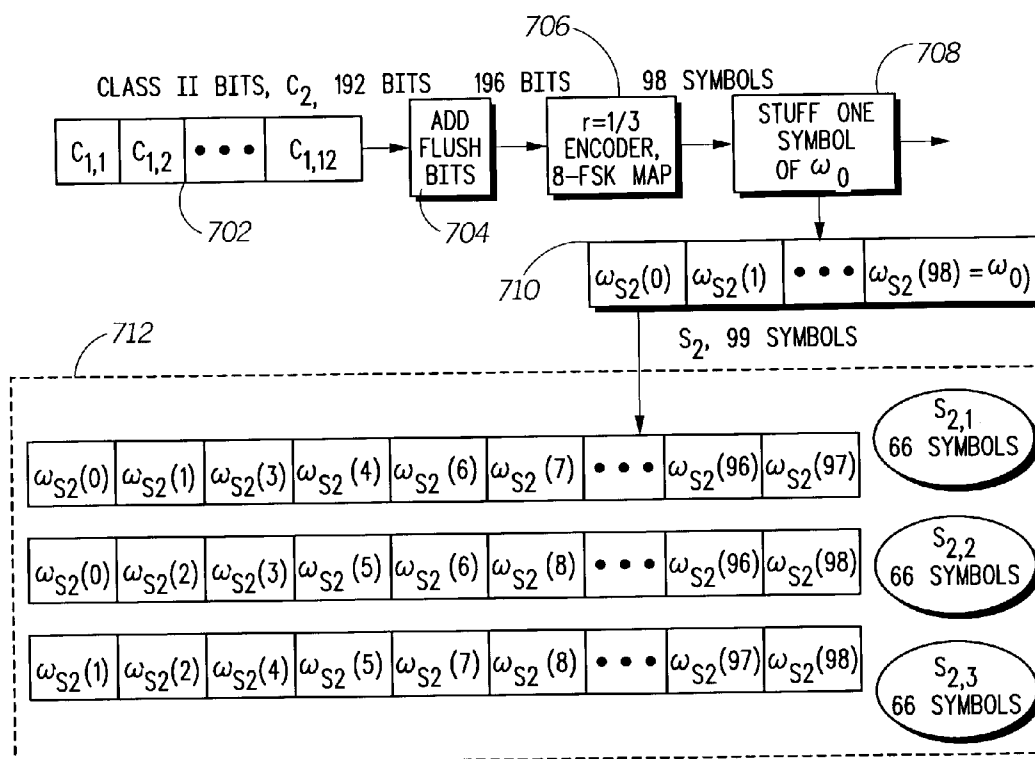 706
708
CLASS II BITS, C2, 192 BITS 196 BITS 98 SYMBOLS
C1,1 C1,2 ••• C1,12
ADD
FLUSH
BITS
r=1/3
ENCODER,
8-FSK MAP
STUFF ONE
SYMBOL
OF ω0
702
704
710
ωS2(0) ωS2(1) ••• ωS2(98) = ω0)
712
S2, 99 SYMBOLS
ωS2(0) ωS2(1) ωS2(3) ωS2(4) ωS2(6) ωS2(7) ••• ωS2(96) ωS2(97)
S2,1
66 SYMBOLS
ωS2(0) ωS2(2) ωS2(3) ωS2(5) ωS2(6) ωS2(8) ••• ωS2(96) ωS2(98)
S2,2
66 SYMBOLS
ωS2(1) ωS2(2) ωS2(4) ωS2(5) ωS2(7) ωS2(8) ••• ωS2(97) ωS2(98)
S2,3
66 SYMBOLS